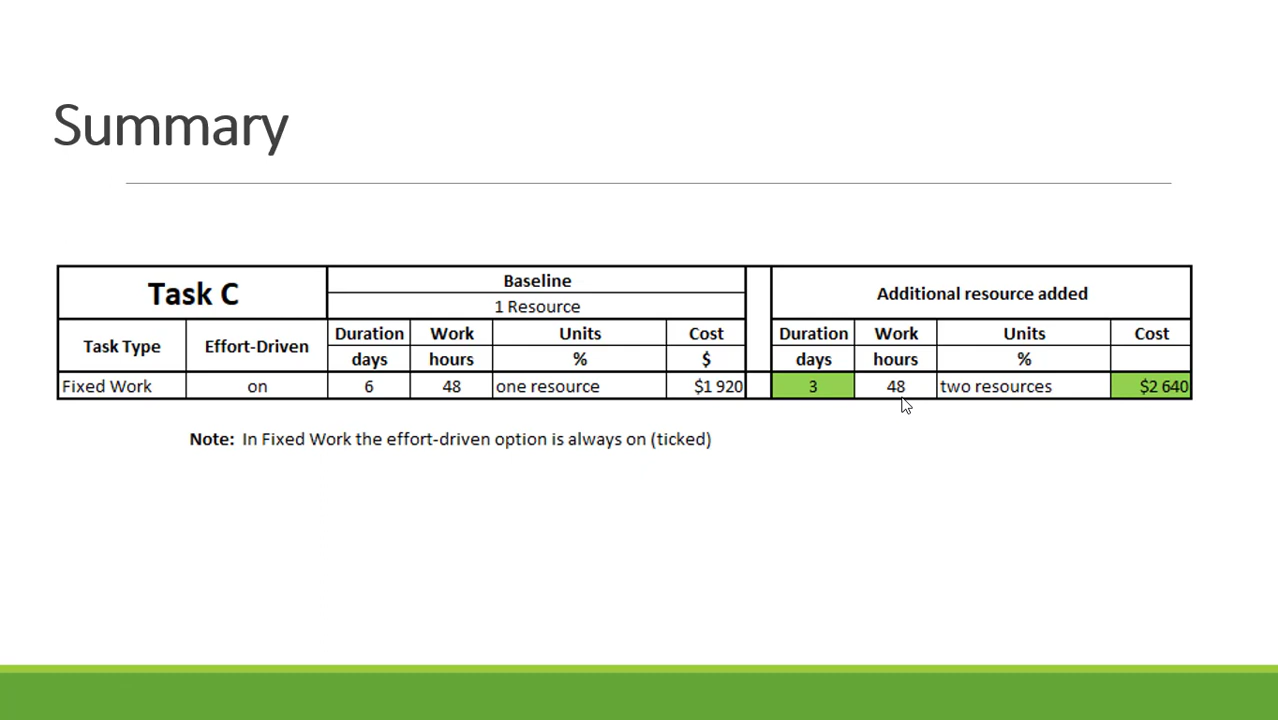 Summary
Task C
Baseline
1 Resource
Additional resource added
Task Type Effort-Driven Duration Work Units Cost Duration Work Units Cost
days hours % $ days hours %
Fixed Work on 6 48 one resource $1 920 3 48 two resources $2 640
Note: In Fixed Work the effort-driven option is always on (ticked)